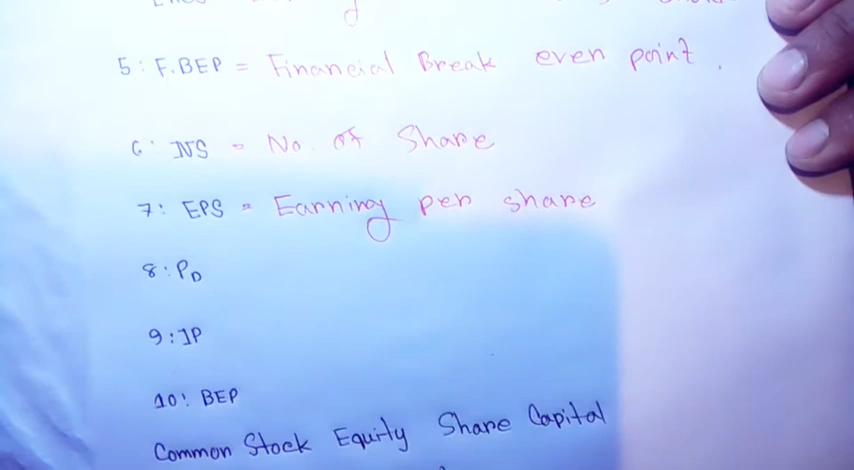 5: F.BEP = Financial Break even point.
6: NS = No. of Share
7: EPS = Earning per share
8: PD
9: IP
10: BEP
Common Stock Equity Share Capital